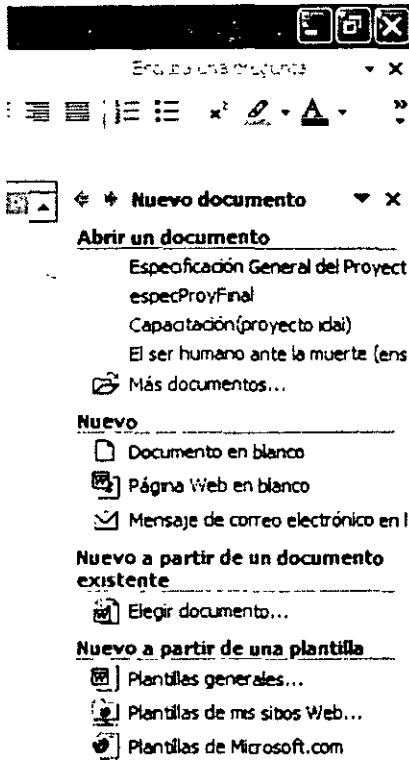 Escriba una pregunta
Nuevo documento
Abrir un documento
Especificación General del Proyect
especProyFinal
Capacitación(proyecto idai)
El ser humano ante la muerte (ens
Más documentos...
Nuevo
Documento en blanco
Página Web en blanco
Mensaje de correo electrónico en l
Nuevo a partir de un documento
existente
Elegir documento...
Nuevo a partir de una plantilla
Plantillas generales...
Plantillas de mis sitios Web...
Plantillas de Microsoft.com